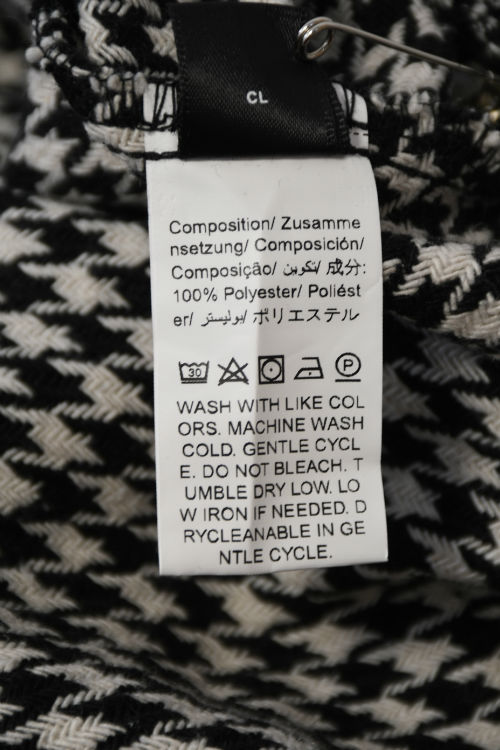 CL
Composition/ Zusamme
nsetzung/ Composición/
Composição/ تكوين/ 成分:
100% Polyester/ Poliést
er/ بوليستر/ ポリエステル
30
P
WASH WITH LIKE COL
ORS. MACHINE WASH
COLD. GENTLE CYCL
E. DO NOT BLEACH. T
UMBLE DRY LOW. LO
W IRON IF NEEDED. D
RYCLEANABLE IN GE
NTLE CYCLE.